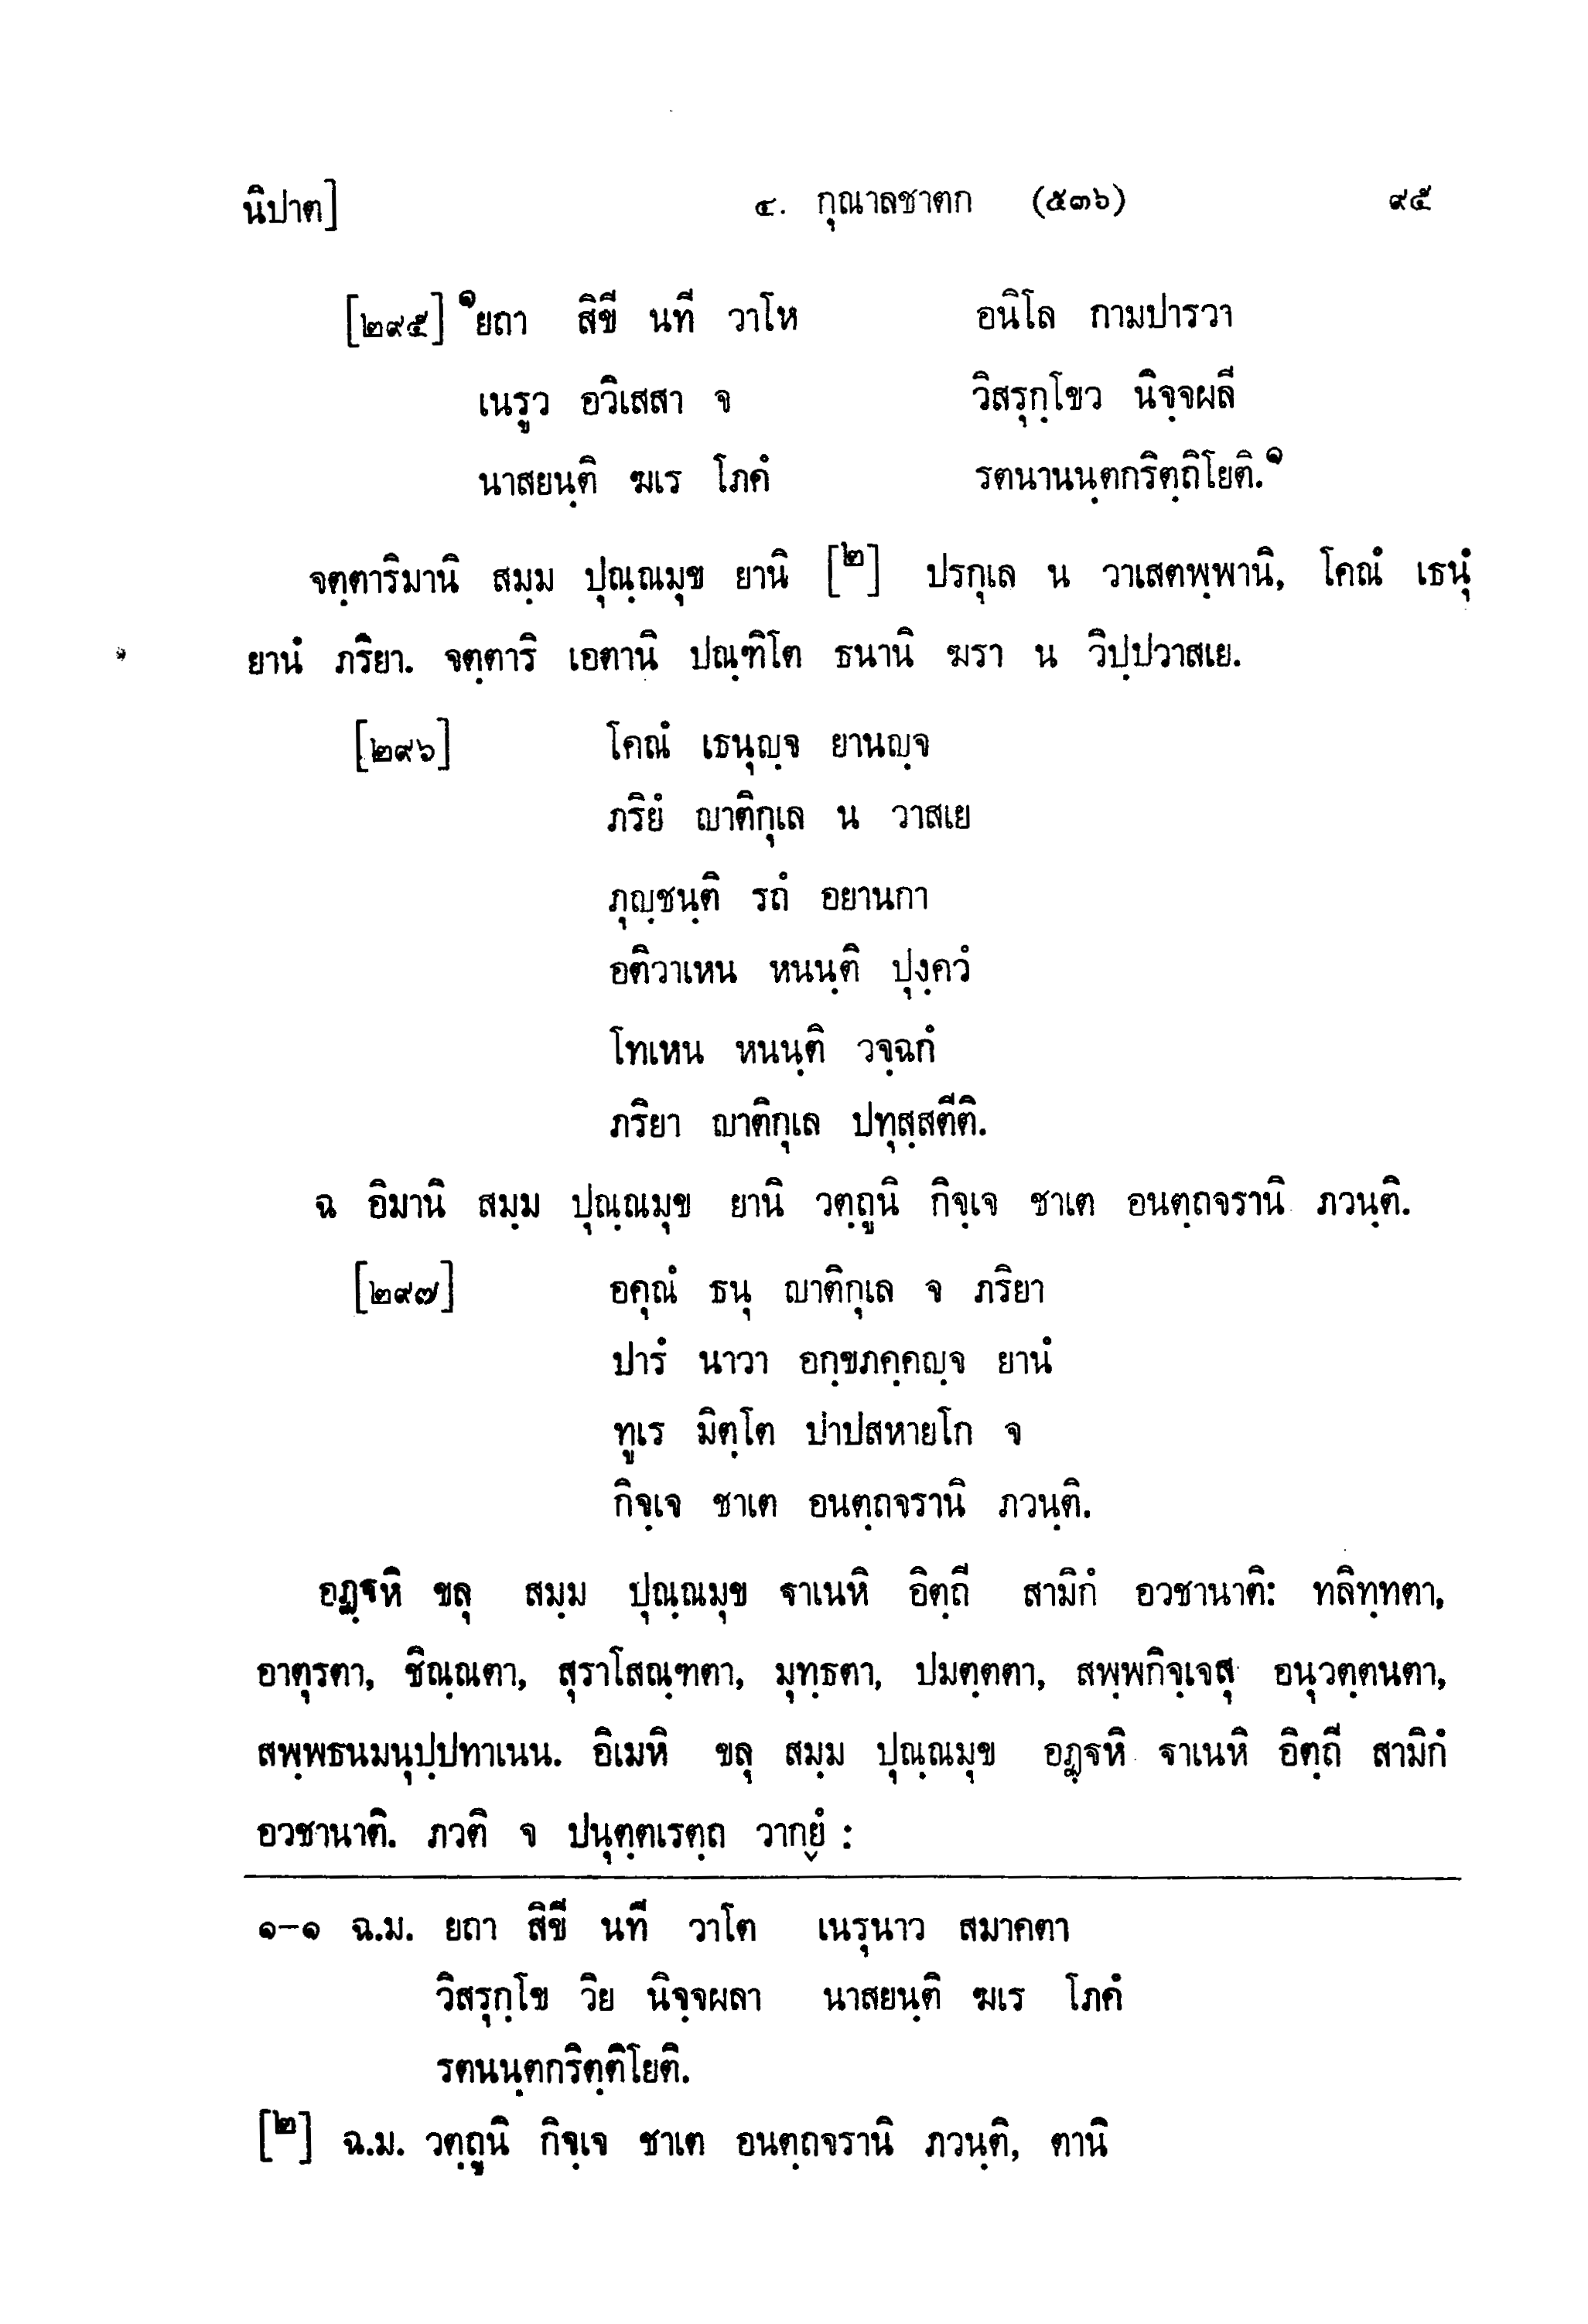 นิปาต] ๔. กุณาลชาตก (๕๓๖) ๙๕
[๒๙๕] ๑ยถา สิขี นที วาโห อนิโล กามปารวา
เนรูว อวิเสสา จ วิสรุกฺโขว นิจฺจผลี
นาสยนฺติ ฆเร โภคํ รตนานนฺตกริตฺถิโยติ.๑
จตฺตาริมานิ สมฺม ปุณฺณมุข ยานิ [๒] ปรกุเล น วาเสตพฺพานิ, โคณํ เธนุํ
ยานํ ภริยา. จตฺตาริ เอตานิ ปณฺฑิโต ธนานิ ฆรา น วิปฺปวาสเย.
[๒๙๖] โคณํ เธนุญฺจ ยานญฺจ
ภริยํ ญาติกุเล น วาสเย
ภุญฺชนฺติ รถํ อยานกา
อติวาเหน หนนฺติ ปุงฺควํ
โทเหน หนนฺติ วจฺฉกํ
ภริยา ญาติกุเล ปทุสฺสตีติ.
ฉ อิมานิ สมฺม ปุณฺณมุข ยานิ วตฺถูนิ กิจฺเจ ชาเต อนตฺถจรานิ ภวนฺติ.
[๒๙๗] อคุณํ ธนุ ญาติกุเล จ ภริยา
ปารํ นาวา อกฺขภคฺคญฺจ ยานํ
ทูเร มิตฺโต ปาปสหายโก จ
กิจฺเจ ชาเต อนตฺถจรานิ ภวนฺติ.
อฏฺฐหิ ขลุ สมฺม ปุณฺณมุข ฐาเนหิ อิตฺถี สามิกํ อวชานาติ: ทลิทฺทตา,
อาตุรตา, ชิณฺณตา, สุราโสณฺฑตา, มุทฺธตา, ปมตฺตตา, สพฺพกิจฺเจสุ อนุวตฺตนตา,
สพฺพธนมนุปฺปทาเนน. อิเมหิ ขลุ สมฺม ปุณฺณมุข อฏฺฐหิ ฐาเนหิ อิตฺถี สามิกํ
อวชานาติ. ภวติ จ ปนุตฺตเรตฺถ วากฺยํ :
๑-๑ ฉ.ม. ยถา สิขี นที วาโต เนรุนาว สมาคตา
วิสรุกฺโข วิย นิจฺจผลา นาสยนฺติ ฆเร โภคํ
รตนนฺตกริตฺติโยติ.
[๒] ฉ.ม. วตฺถูนิ กิจฺเจ ชาเต อนตฺถจรานิ ภวนฺติ, ตานิ